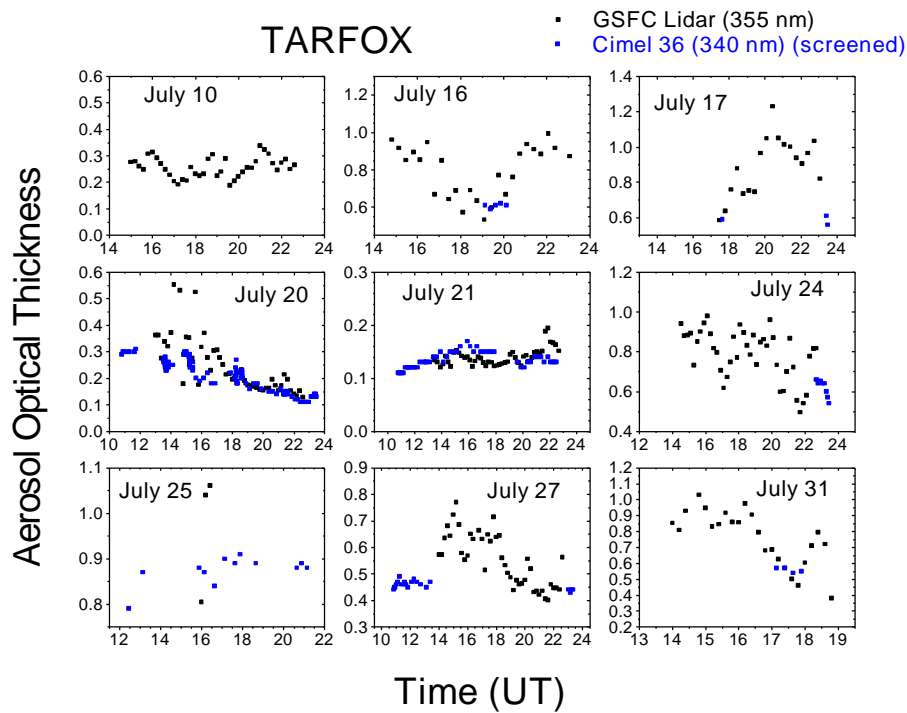 TARFOX
GSFC Lidar (355 nm)
Cimel 36 (340 nm) (screened)
Aerosol Optical Thickness
July 10
0.6
0.5
0.4
0.3
0.2
0.1
0.0
14 16 18 20 22 24
July 16
1.2
1.0
0.8
0.6
14 16 18 20 22 24
July 17
1.4
1.2
1.0
0.8
0.6
14 16 18 20 22 24
July 20
0.6
0.5
0.4
0.3
0.2
0.1
0.0
10 12 14 16 18 20 22 24
July 21
0.3
0.2
0.1
0.0
10 12 14 16 18 20 22 24
July 24
1.2
1.0
0.8
0.6
0.4
14 16 18 20 22 24
July 25
1.1
1.0
0.9
0.8
12 14 16 18 20 22
July 27
0.9
0.8
0.7
0.6
0.5
0.4
0.3
10 12 14 16 18 20 22 24
July 31
1.2
1.1
1.0
0.9
0.8
0.7
0.6
0.5
0.4
0.3
0.2
13 14 15 16 17 18 19
Time (UT)